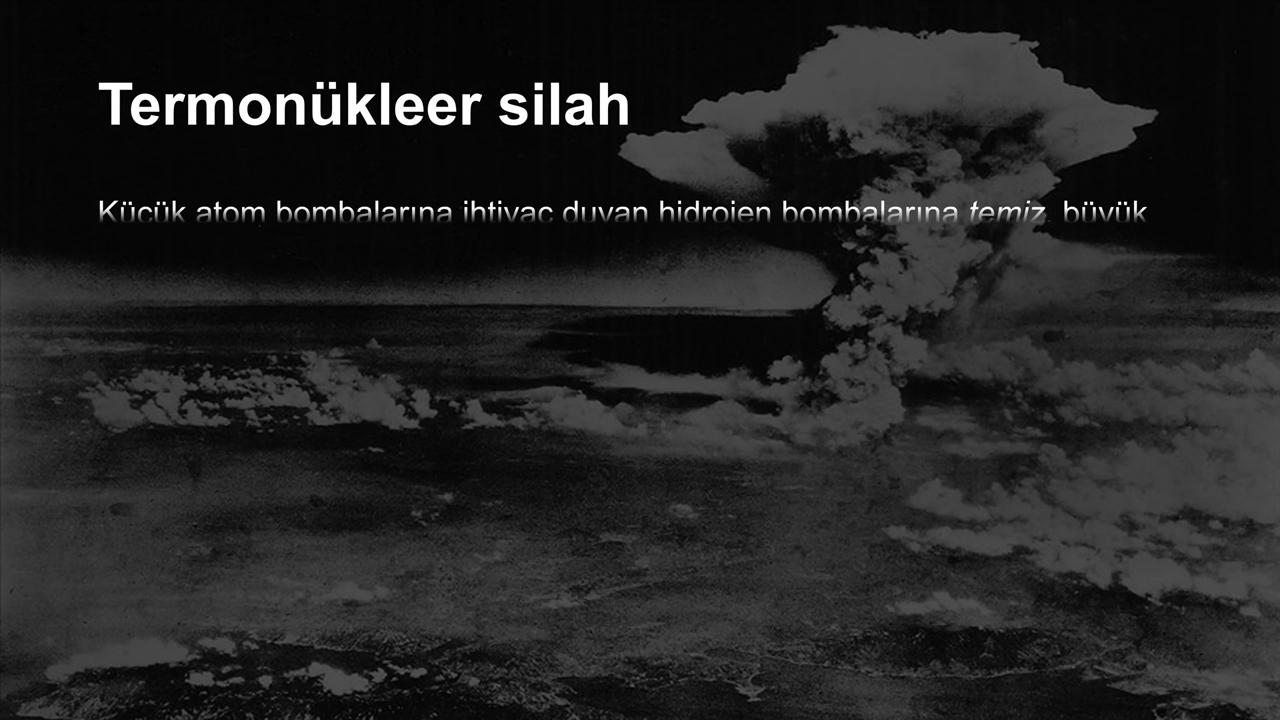 Termonükleer silah
Küçük atom bombalarına ihtiyaç duyan hidrojen bombalarına temiz, büyük